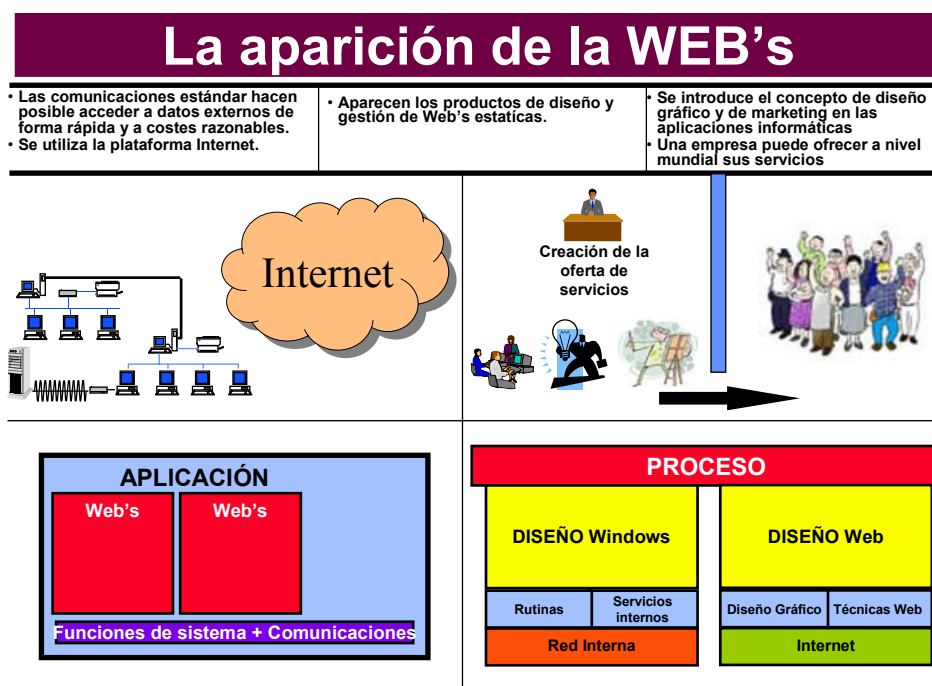 La aparición de la WEB's
• Las comunicaciones estándar hacen
posible acceder a datos externos de
forma rápida y a costes razonables.
• Se utiliza la plataforma Internet.
• Aparecen los productos de diseño y
gestión de Web's estatícas.
• Se introduce el concepto de diseño
gráfico y de marketing en las
aplicaciones informáticas
• Una empresa puede ofrecer a nivel
mundial sus servicios
Internet
Creación de la
oferta de
servicios
APLICACIÓN
Web's
Web's
Funciones de sistema + Comunicaciones
PROCESO
DISEÑO Windows
DISEÑO Web
Rutinas
Servicios
internos
Diseño Gráfico
Técnicas Web
Red Interna
Internet